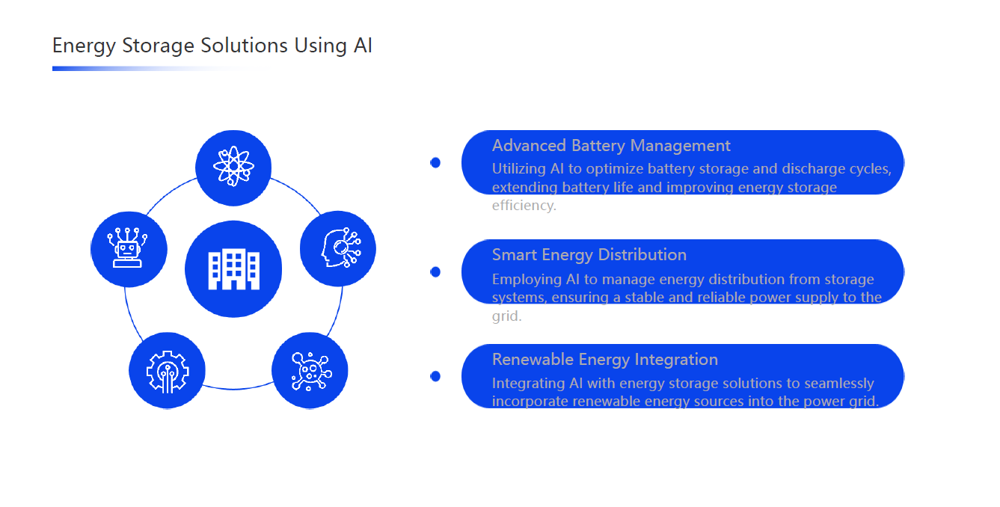 Energy Storage Solutions Using AI
Advanced Battery Management
Utilizing AI to optimize battery storage and discharge cycles,
extending battery life and improving energy storage
efficiency.
Smart Energy Distribution
Employing AI to manage energy distribution from storage
systems, ensuring a stable and reliable power supply to the
grid.
Renewable Energy Integration
Integrating AI with energy storage solutions to seamlessly
incorporate renewable energy sources into the power grid.